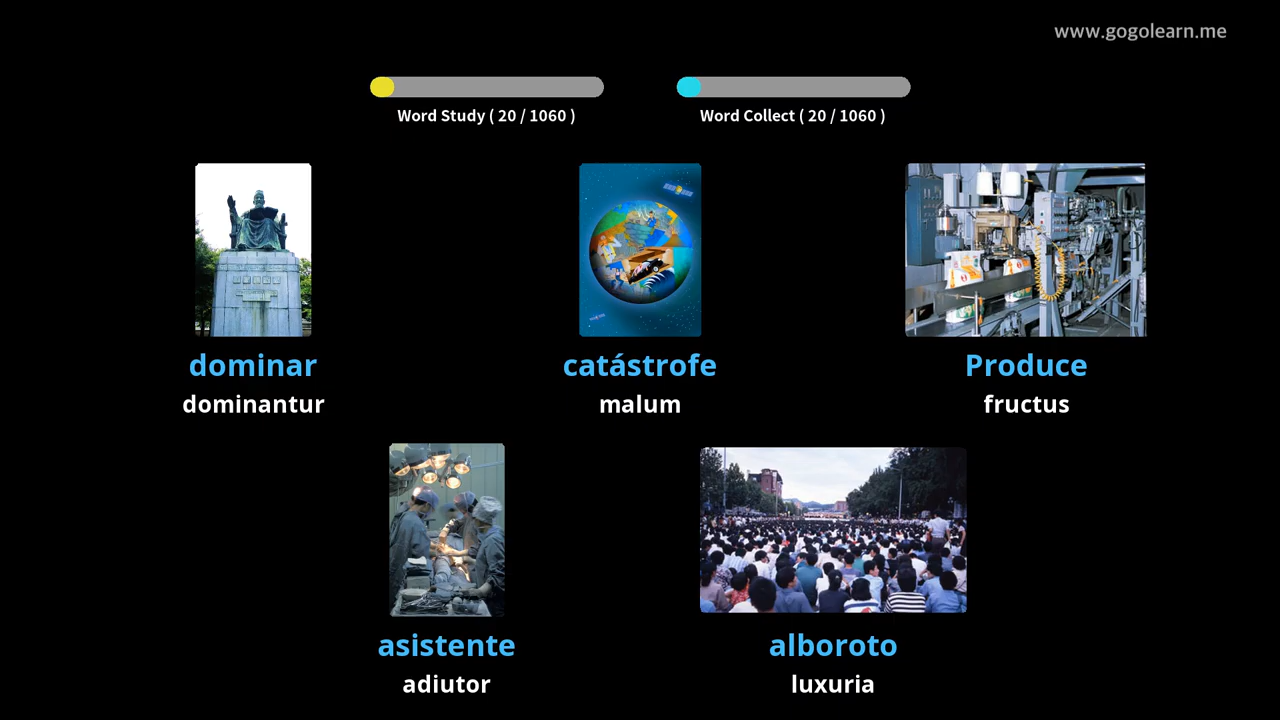 www.gogolearn.me
Word Study ( 20 / 1060 )
Word Collect ( 20 / 1060 )
dominar
dominantur
catástrofe
malum
Produce
fructus
asistente
adiutor
alboroto
luxuria